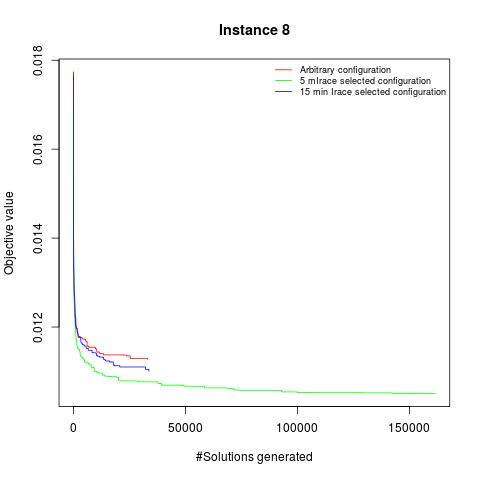 Instance 8
Arbitrary configuration
5 mIrace selected configuration
15 min Irace selected configuration
Objective value
0.018
0.016
0.014
0.012
0 50000 100000 150000
#Solutions generated